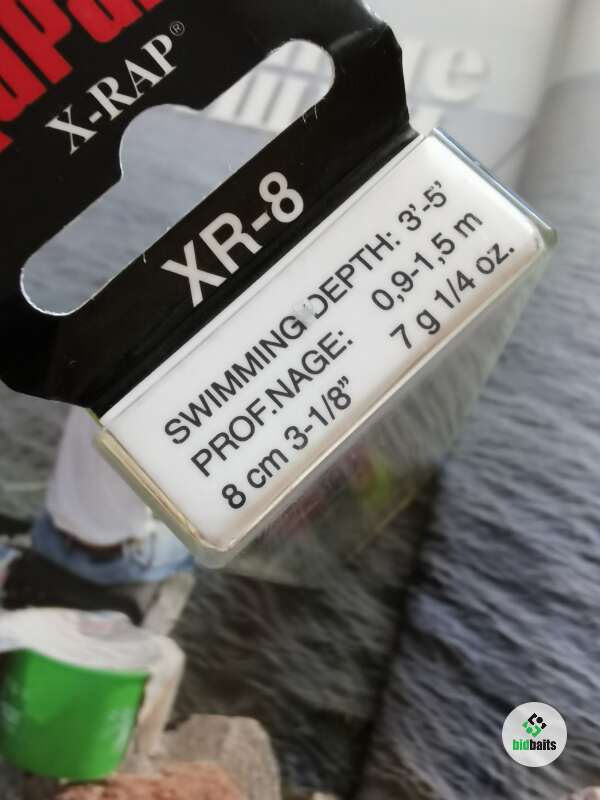 X-RAP®
XR-8
SWIMMING DEPTH: 3'-5'
PROF.NAGE: 0,9-1,5 m
8 cm 3-1/8” 7 g 1/4 oz.
bidbaits